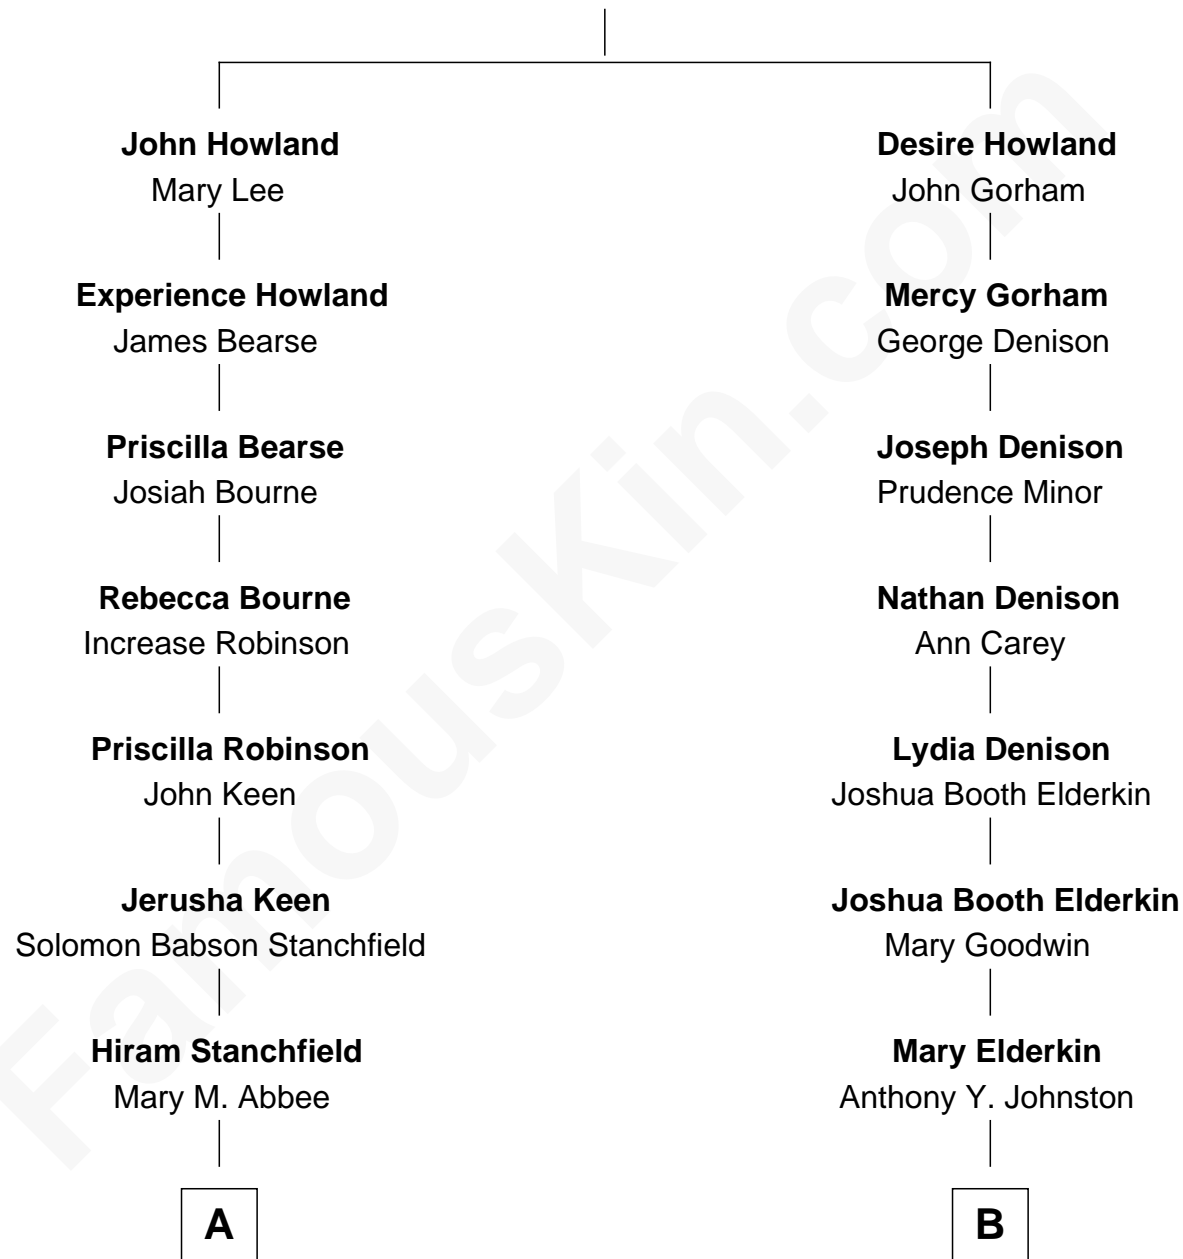 John Howland
Mary Lee
Experience Howland
James Bearse
Priscilla Bearse
Josiah Bourne
Rebecca Bourne
Increase Robinson
Priscilla Robinson
John Keen
Jerusha Keen
Solomon Babson Stanchfield
Hiram Stanchfield
Mary M. Abbee
A
Desire Howland
John Gorham
Mercy Gorham
George Denison
Joseph Denison
Prudence Minor
Nathan Denison
Ann Carey
Lydia Denison
Joshua Booth Elderkin
Joshua Booth Elderkin
Mary Goodwin
Mary Elderkin
Anthony Y. Johnston
B
FamousKin.com